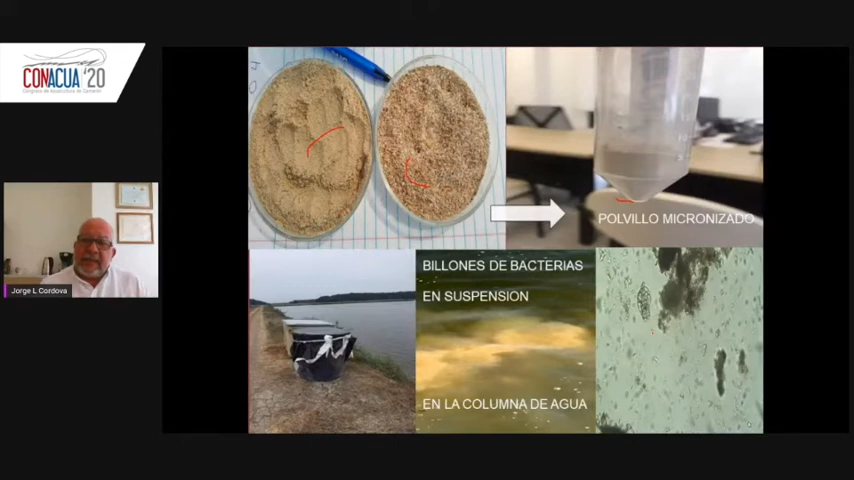 CONACUA '20
POLVILLO MICRONIZADO
BILLONES DE BACTERIAS
EN SUSPENSION
EN LA COLUMNA DE AGUA
Jorge L Cordova